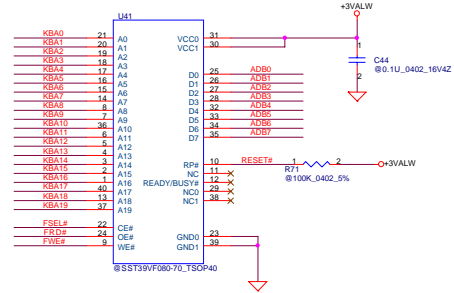 U41
+3VALW
KBA0 21 A0 VCC0 31
KBA1 20 A1 VCC1 30
KBA2 19 A2
KBA3 18 A3
KBA4 17 A4 D0 25 ADB0
KBA5 16 A5 D1 26 ADB1
KBA6 15 A6 D2 27 ADB2
KBA7 14 A7 D3 28 ADB3
KBA8 8 A8 D4 32 ADB4
KBA9 7 A9 D5 33 ADB5
KBA10 36 A10 D6 34 ADB6
KBA11 6 A11 D7 35 ADB7
KBA12 5 A12
KBA13 4 A13
KBA14 3 A14 RP# 10 RESET#
KBA15 2 A15 NC 11
KBA16 1 A16 READY/BUSY# 12
KBA17 40 A17 NC0 29
KBA18 13 A18 NC1 38
KBA19 37 A19
FSEL# 22 CE#
FRD# 24 OE# GND0 23
FWE# 9 WE# GND1 39
@SST39VF080-70_TSOP40
1
C44
@0.1U_0402_16V4Z
2
1 2 +3VALW
R71
@100K_0402_5%